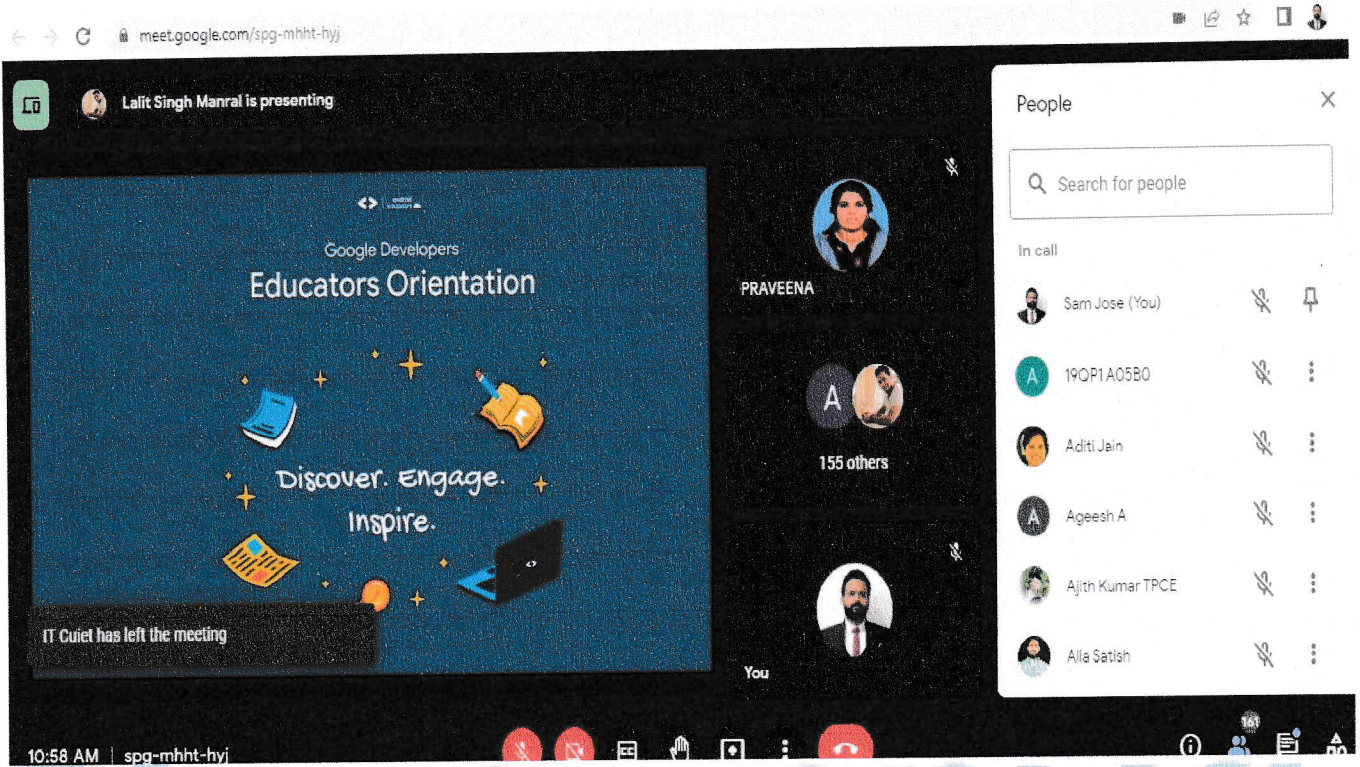 meet.google.com/spg-mhht-hyj
Lalit Singh Manral is presenting
Google Developers
Educators Orientation
Discover. Engage.
Inspire.
IT Cuiet has left the meeting
PRAVEENA
A
155 others
You
People
Search for people
In call
Sam Jose (You)
A
19QP1A05B0
Aditi Jain
A
Ageesh A
Ajith Kumar TPCE
Alla Satish
10:58 AM | spg-mhht-hyj
CC
161